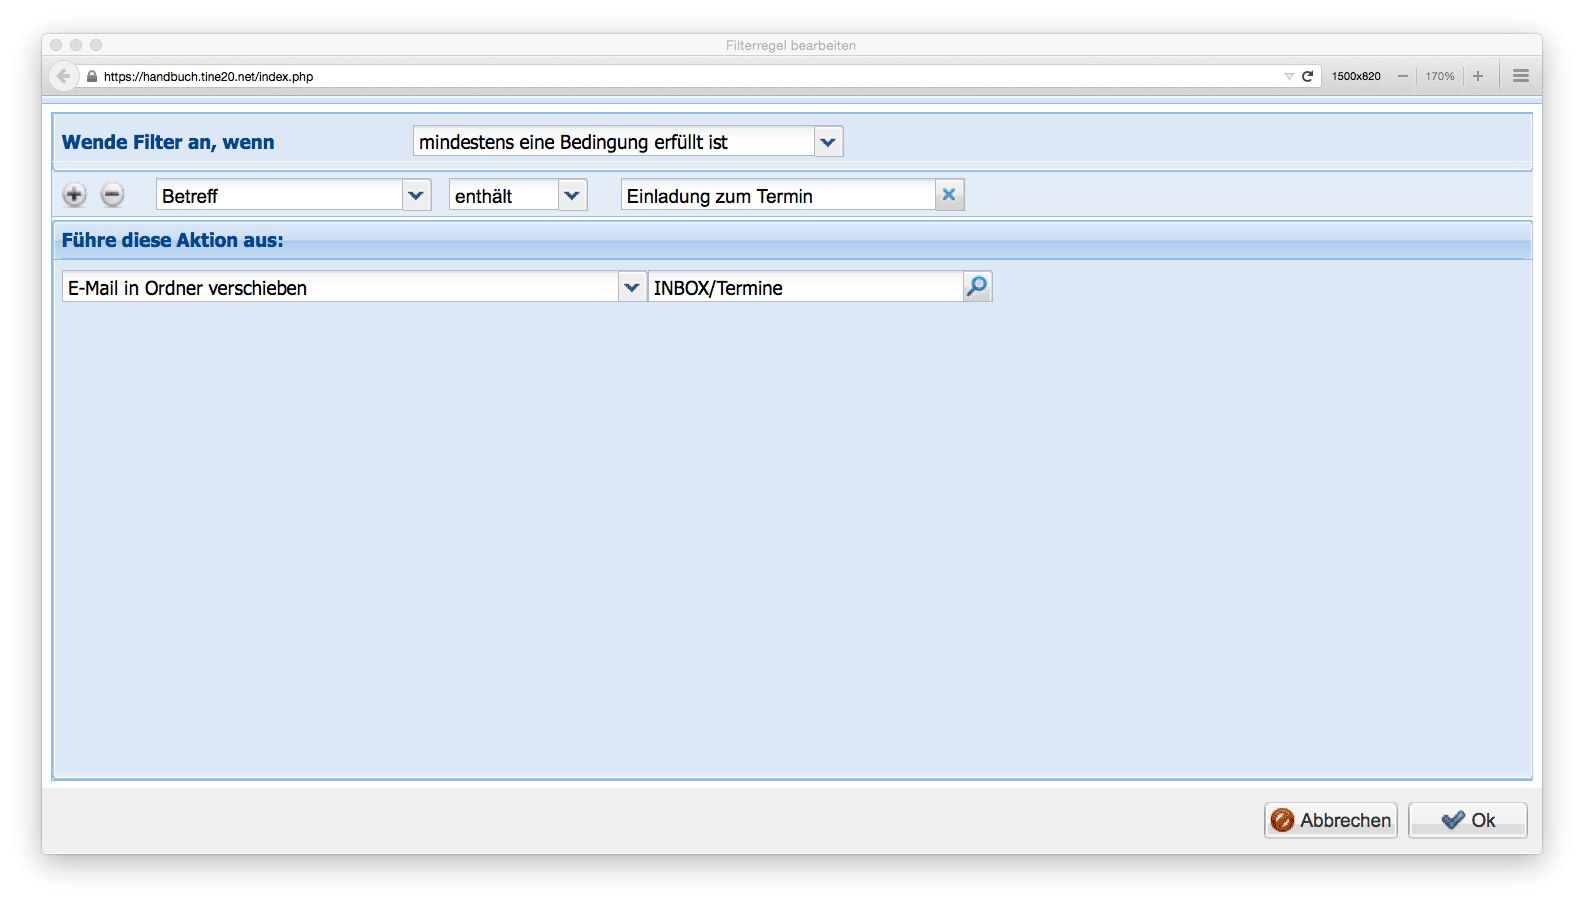 Filterregel bearbeiten
https://handbuch.tine20.net/index.php 1500x820 170%
Wende Filter an, wenn mindestens eine Bedingung erfüllt ist
Betreff enthält Einladung zum Termin
Führe diese Aktion aus:
E-Mail in Ordner verschieben INBOX/Termine
Abbrechen Ok